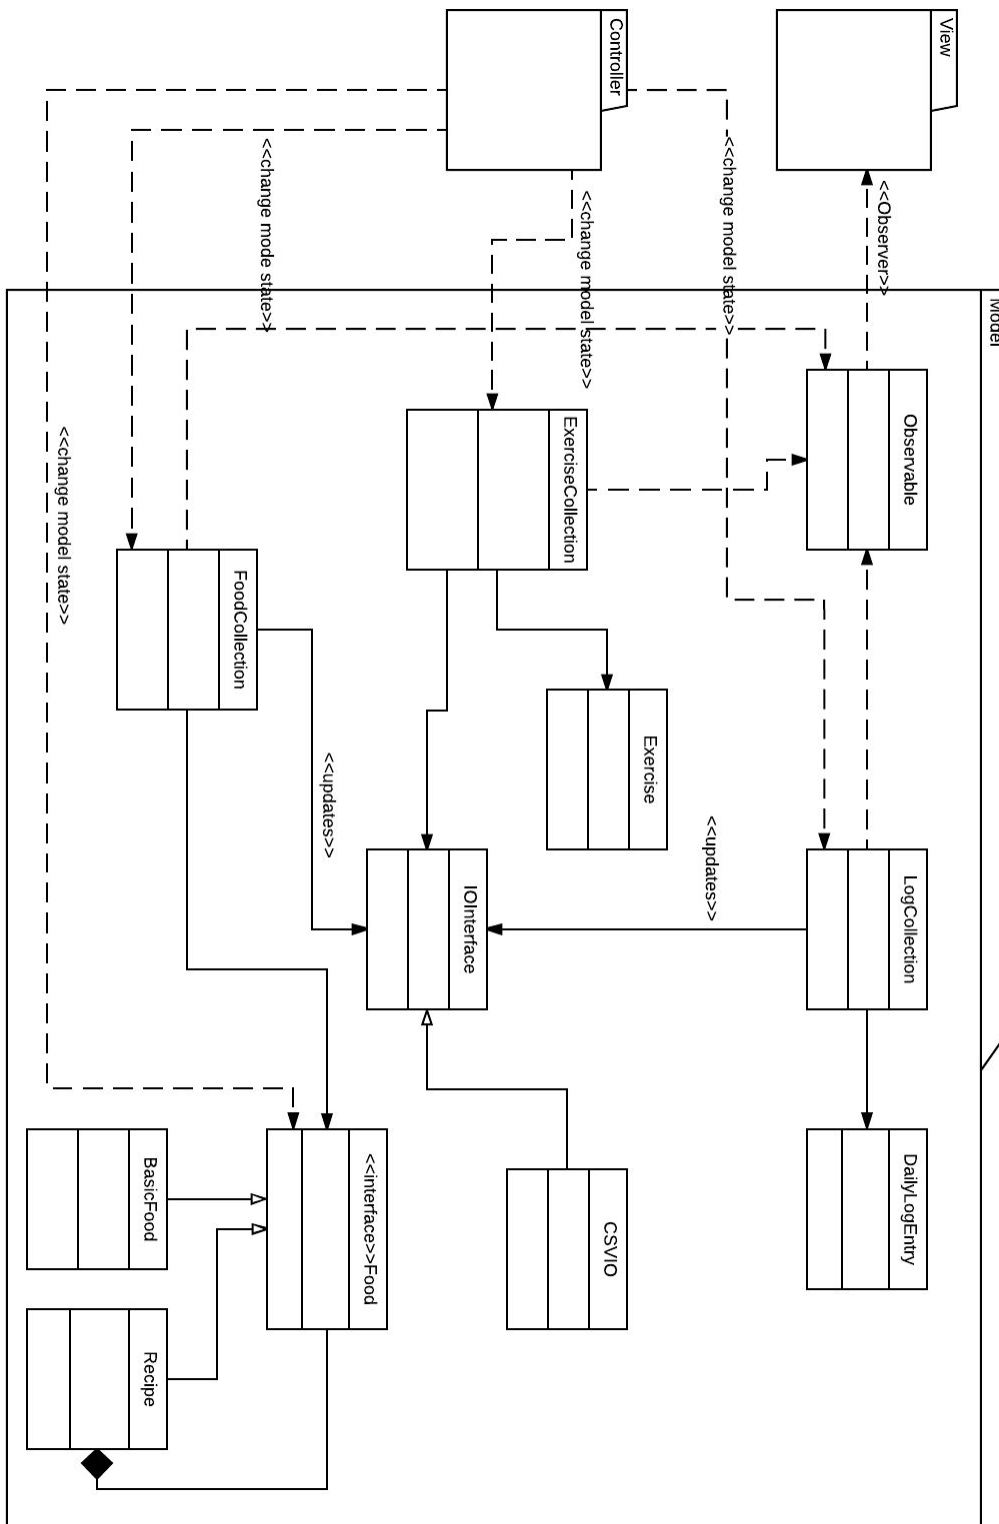 View
<<Observer>>
Model
Observable
LogCollection
DailyLogEntry
<<change model state>>
<<updates>>
Controller
<<change model state>>
ExerciseCollection
Exercise
CSVIO
IOInterface
<<updates>>
<<interface>>Food
<<change mode state>>
FoodCollection
BasicFood
Recipe
<<change model state>>